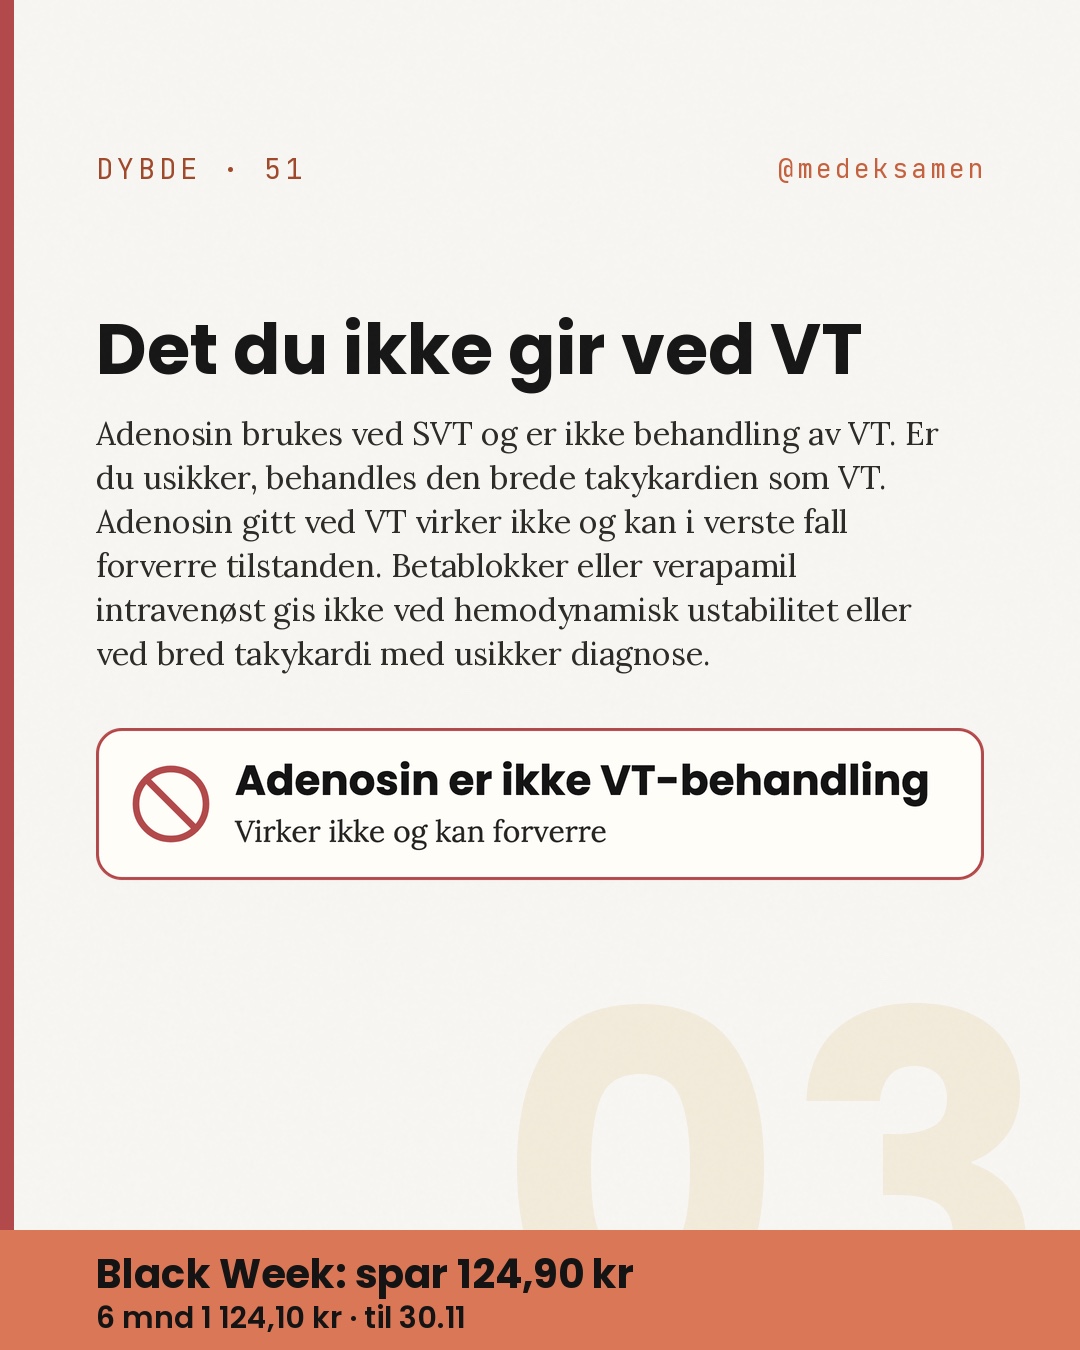 DYBDE · 51
@medeksamen
Det du ikke gir ved VT
Adenosin brukes ved SVT og er ikke behandling av VT. Er
du usikker, behandles den brede takykardien som VT.
Adenosin gitt ved VT virker ikke og kan i verste fall
forverre tilstanden. Betablokker eller verapamil
intravenøst gis ikke ved hemodynamisk ustabilitet eller
ved bred takykardi med usikker diagnose.
Adenosin er ikke VT-behandling
Virker ikke og kan forverre
03
Black Week: spar 124,90 kr
6 mnd 1 124,10 kr · til 30.11